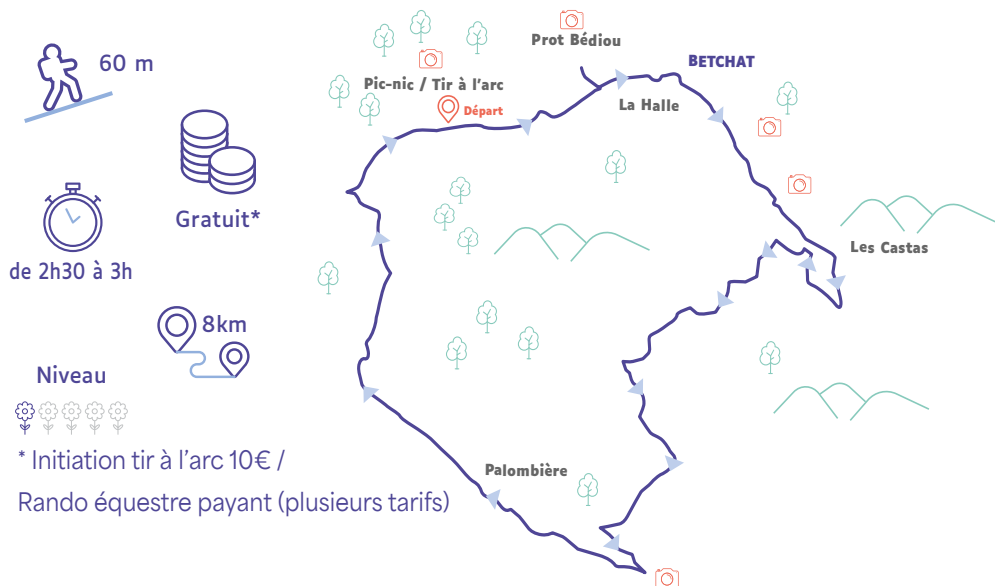 60 m
Gratuit*
de 2h30 à 3h
8km
Niveau
* Initiation tir à l'arc 10€ /
Rando équestre payant (plusieurs tarifs)
Prot Bédiou
BETCHAT
Pic-nic / Tir à l'arc
Départ
La Halle
Les Castas
Palombière